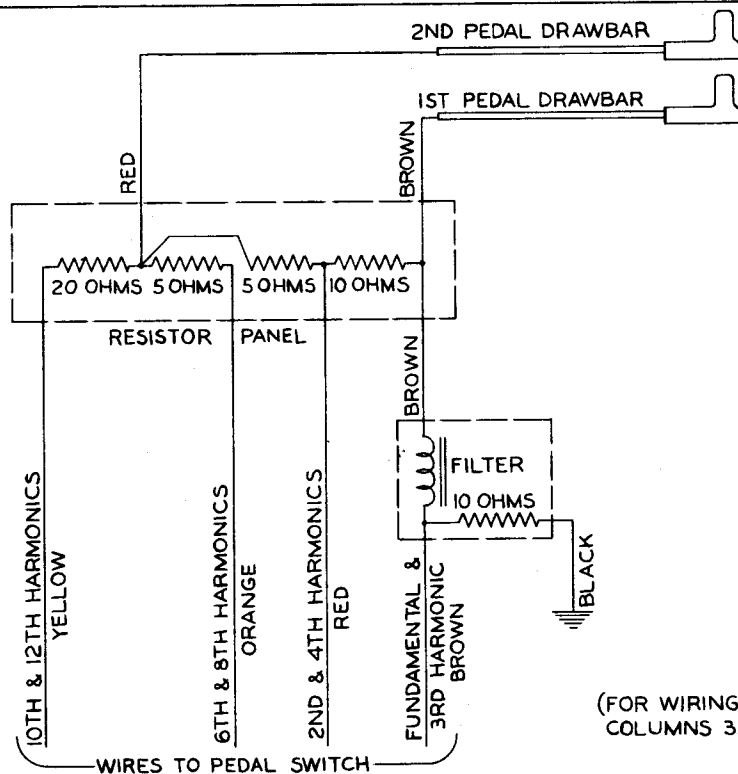 2ND PEDAL DRAWBAR
1ST PEDAL DRAWBAR
RED
BROWN
20 OHMS
5 OHMS
5 OHMS
10 OHMS
RESISTOR PANEL
BROWN
FILTER
10 OHMS
BLACK
10TH & 12TH HARMONICS
YELLOW
6TH & 8TH HARMONICS
ORANGE
2ND & 4TH HARMONICS
RED
FUNDAMENTAL &
3RD HARMONIC
BROWN
(FOR WIRING
COLUMNS 3
WIRES TO PEDAL SWITCH